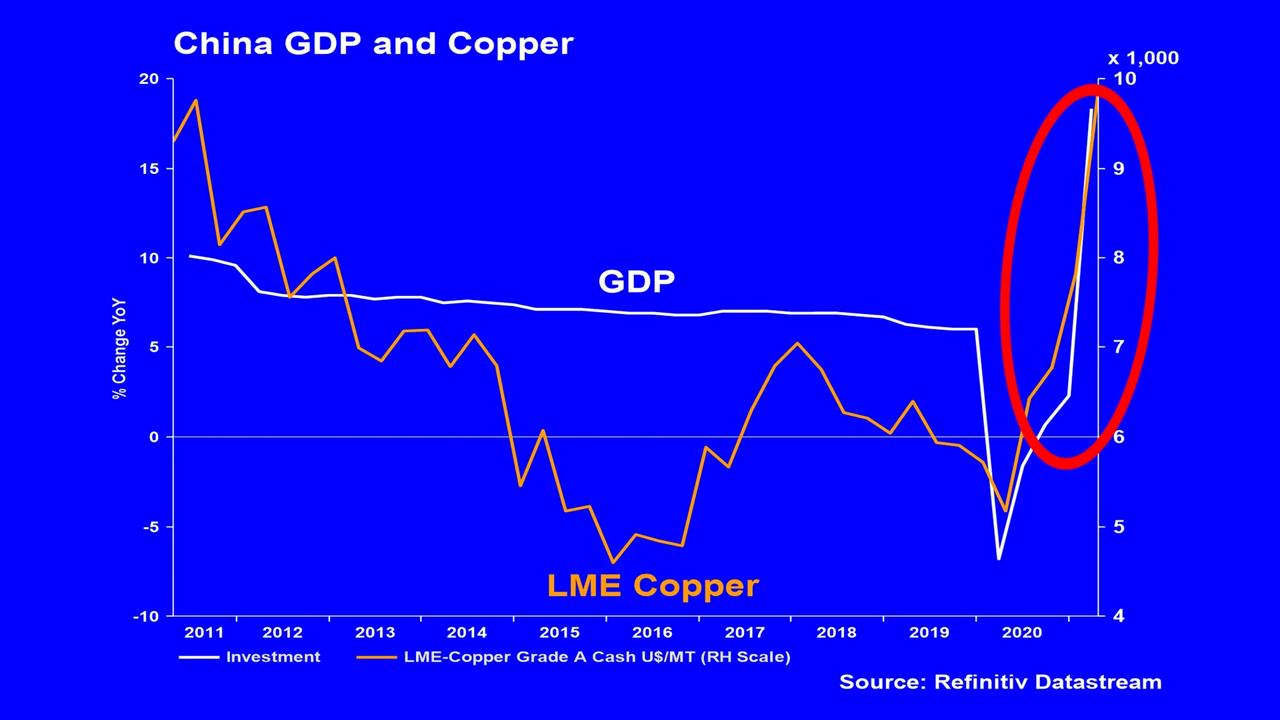 China GDP and Copper
x 1,000
20
15
10
5
0
-5
-10
% Change YoY
10
9
8
7
6
5
4
GDP
LME Copper
2011 2012 2013 2014 2015 2016 2017 2018 2019 2020
Investment LME-Copper Grade A Cash U$/MT (RH Scale)
Source: Refinitiv Datastream